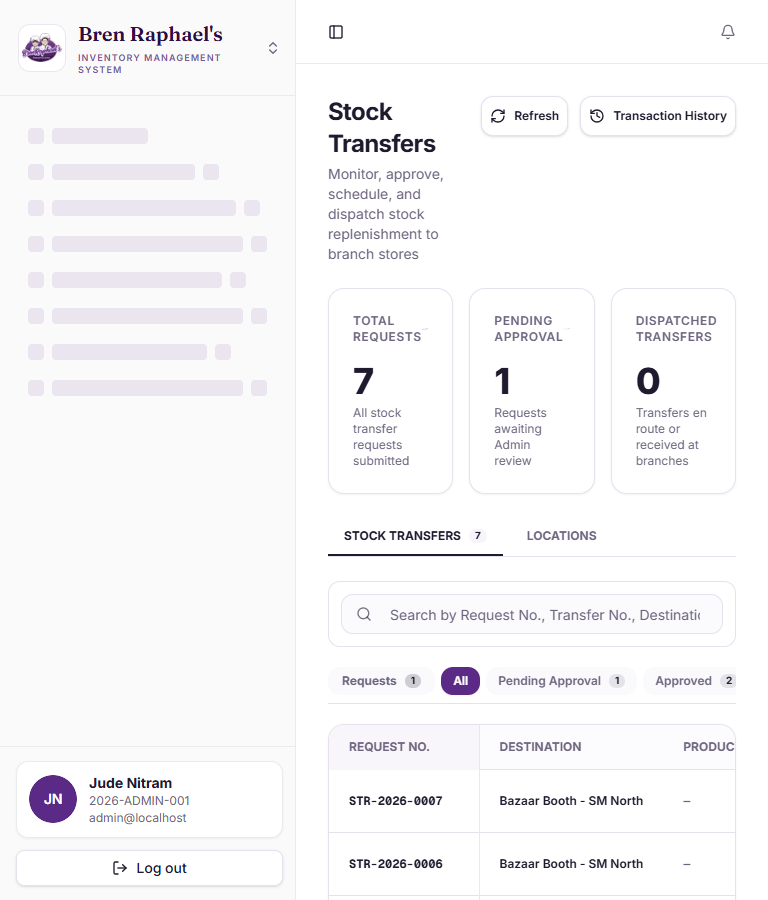 Bren Raphael's
INVENTORY MANAGEMENT
SYSTEM
Stock
Transfers
Refresh
Transaction History
Monitor, approve,
schedule, and
dispatch stock
replenishment to
branch stores
TOTAL
REQUESTS
7
All stock
transfer
requests
submitted
PENDING
APPROVAL
1
Requests
awaiting
Admin
review
DISPATCHED
TRANSFERS
0
Transfers en
route or
received at
branches
STOCK TRANSFERS 7
LOCATIONS
Search by Request No., Transfer No., Destinatio
Requests 1
All
Pending Approval 1
Approved 2
REQUEST NO. DESTINATION PRODUC
STR-2026-0007 Bazaar Booth - SM North –
STR-2026-0006 Bazaar Booth - SM North –
JN
Jude Nitram
2026-ADMIN-001
admin@localhost
Log out